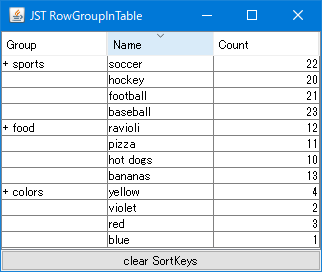 JST RowGroupInTable
Group Name Count
+ sports soccer 22
hockey 20
football 21
baseball 23
+ food ravioli 12
pizza 11
hot dogs 10
bananas 13
+ colors yellow 4
violet 2
red 3
blue 1
clear SortKeys